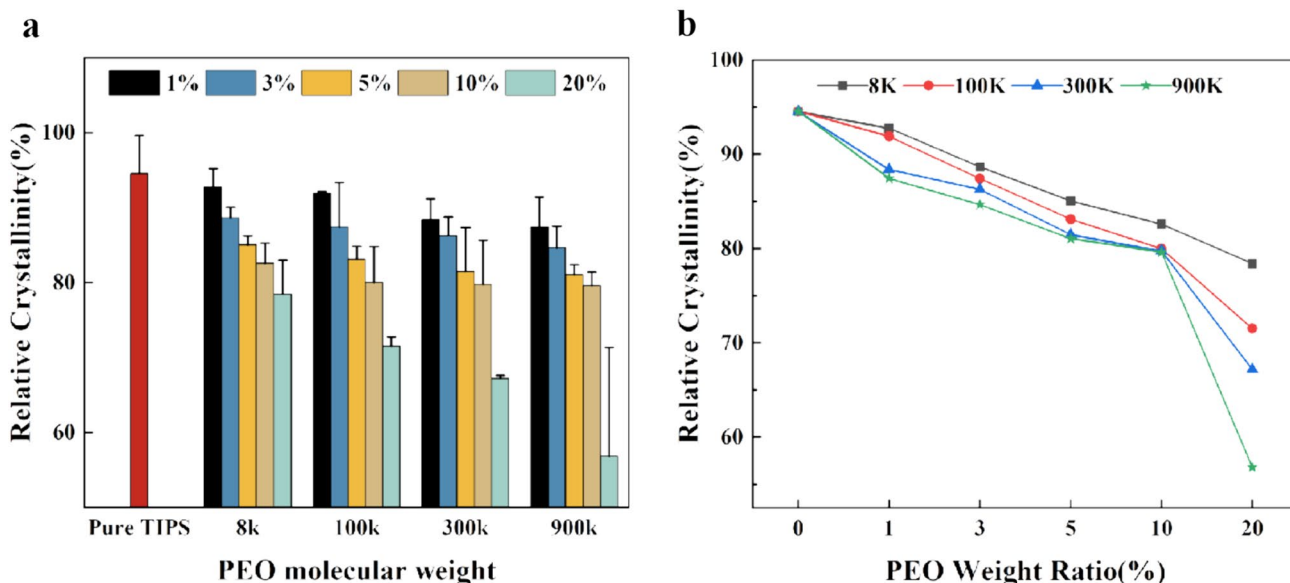 a
1% 3% 5% 10% 20%
100
80
60
Relative Crystallinity(%)
Pure TIPS 8k 100k 300k 900k
PEO molecular weight
b
8K 100K 300K 900K
100
90
80
70
60
Relative Crystallinity(%)
0 1 3 5 10 20
PEO Weight Ratio(%)